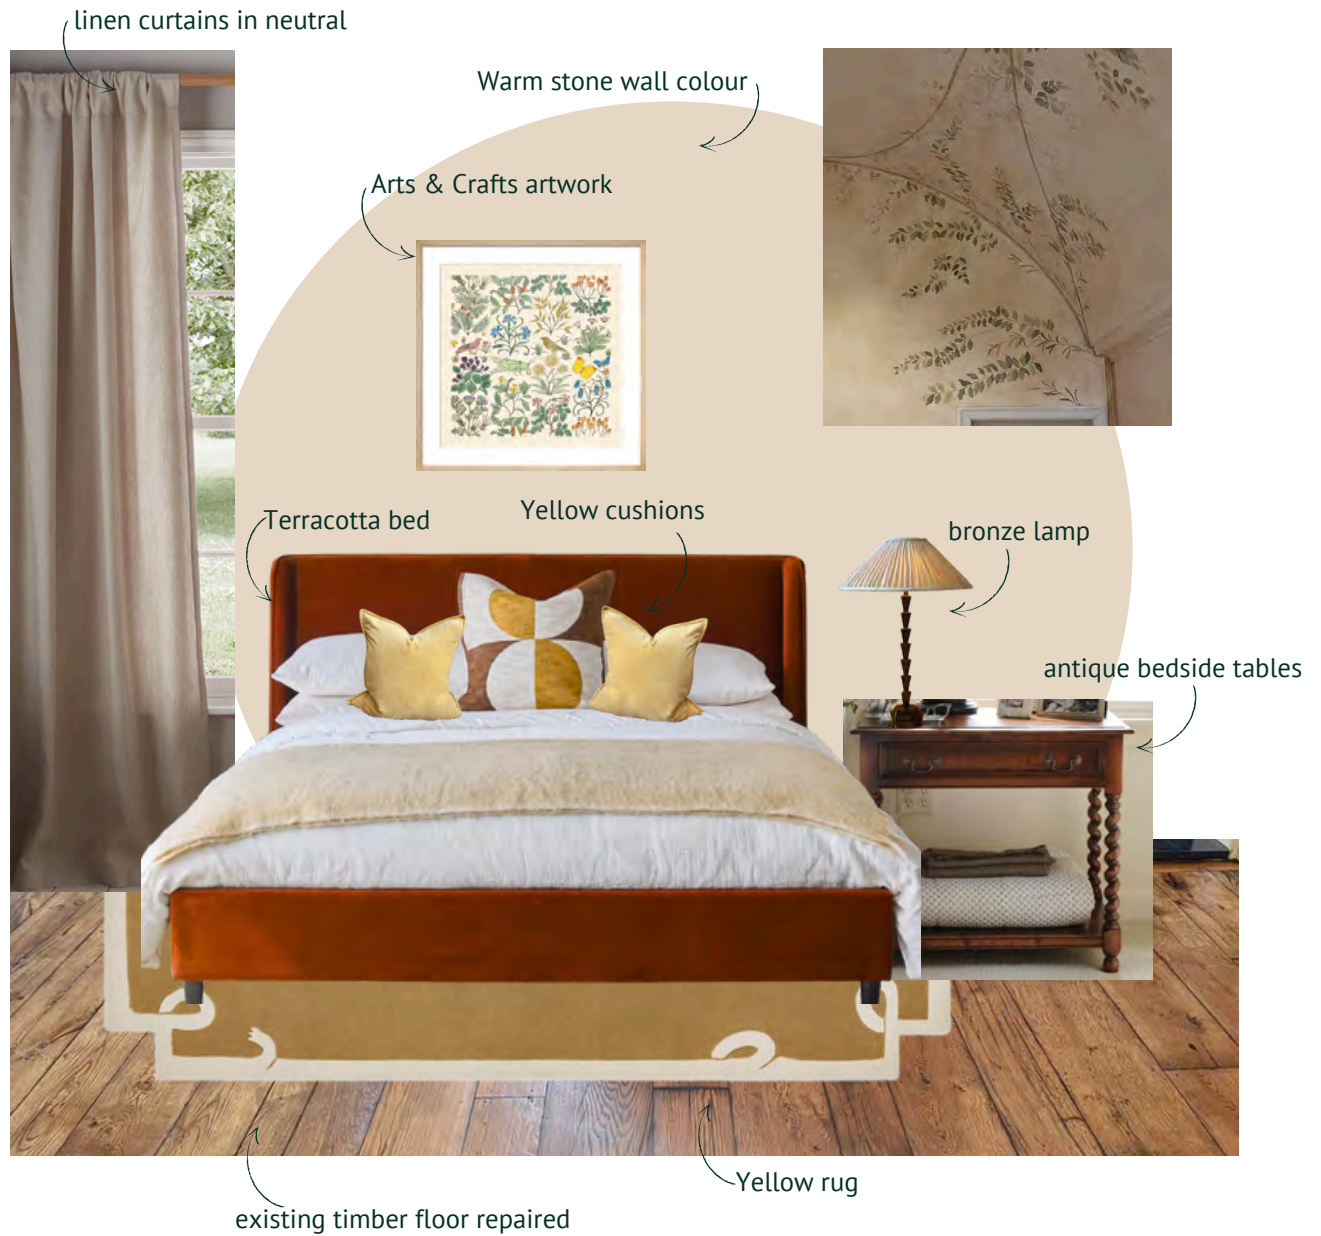 linen curtains in neutral
Warm stone wall colour
Arts & Crafts artwork
Terracotta bed
Yellow cushions
bronze lamp
antique bedside tables
Yellow rug
existing timber floor repaired